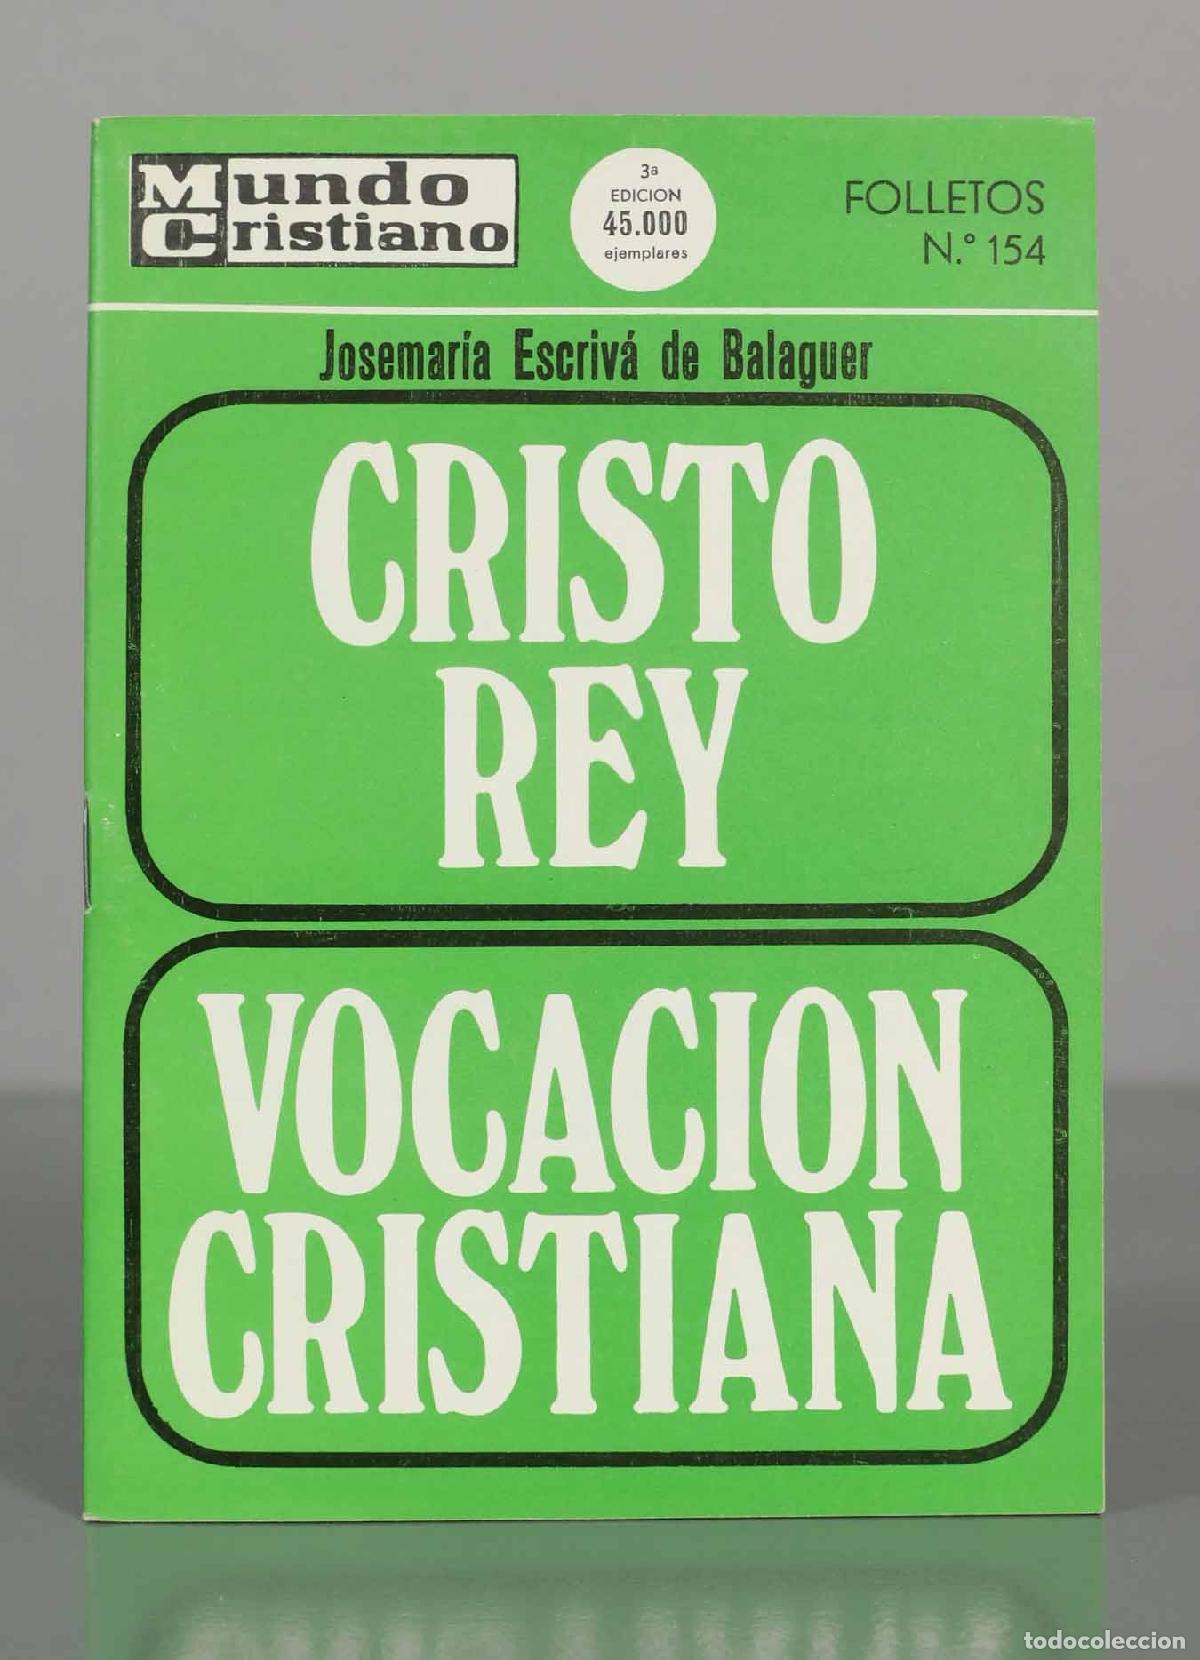 Mundo
Cristiano
3ª
EDICION
45.000
ejemplares
FOLLETOS
N.º 154
Josemaría Escrivá de Balaguer
CRISTO
REY
VOCACION
CRISTIANA
todocoleccion